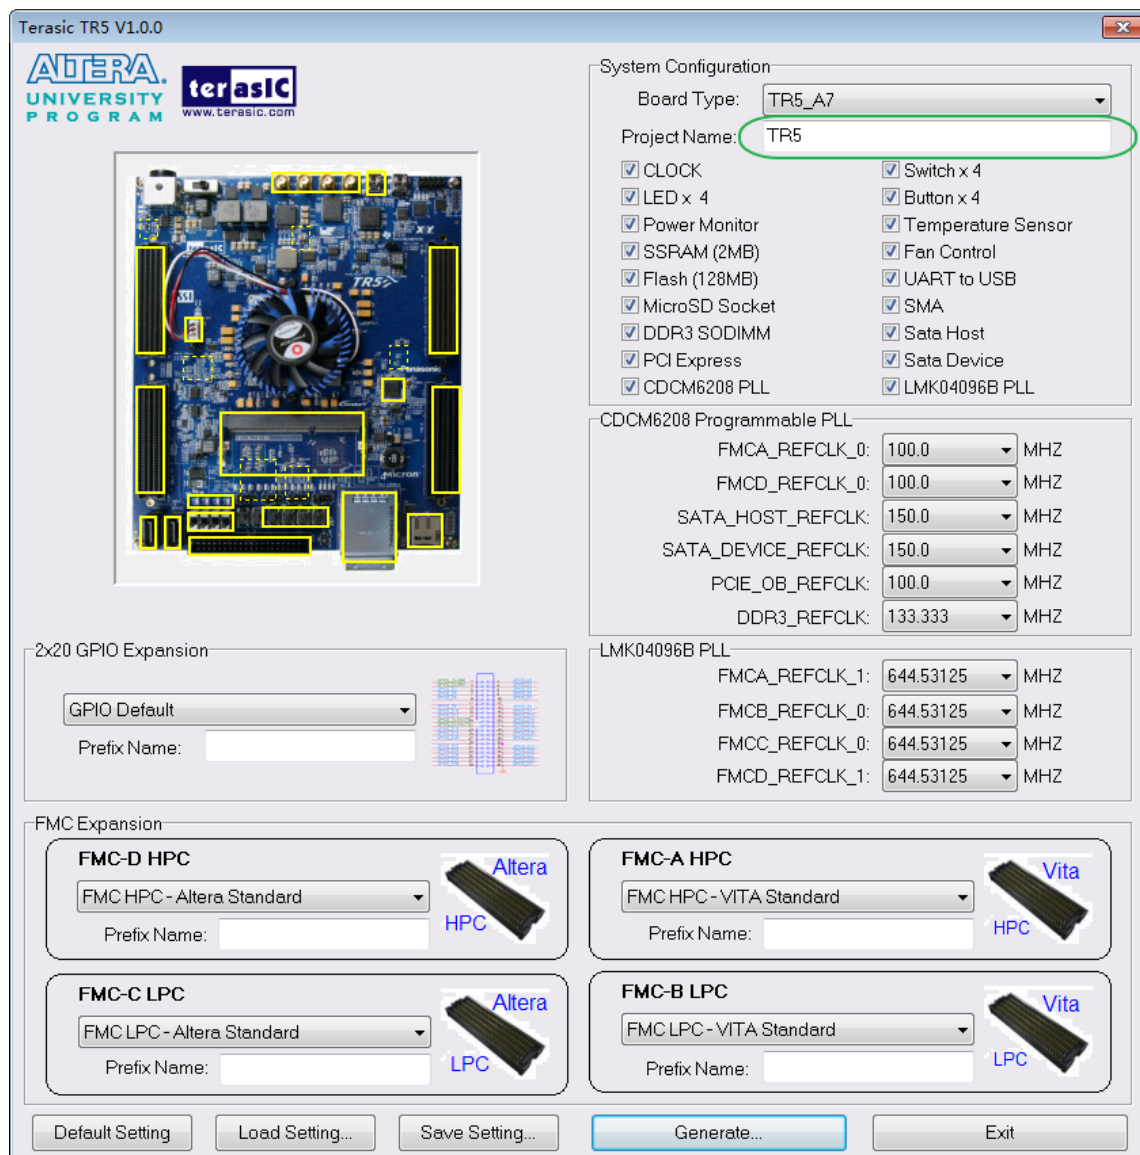 Terasic TR5 V1.0.0
ALTERA.
UNIVERSITY
PROGRAM
terasIC
www.terasic.com
TR5
Panasonic
Micron
System Configuration
Board Type: TR5_A7
Project Name: TR5
CLOCK Switch x 4
LED x 4 Button x 4
Power Monitor Temperature Sensor
SSRAM (2MB) Fan Control
Flash (128MB) UART to USB
MicroSD Socket SMA
DDR3 SODIMM Sata Host
PCI Express Sata Device
CDCM6208 PLL LMK04096B PLL
CDCM6208 Programmable PLL
FMCA_REFCLK_0: 100.0 MHZ
FMCD_REFCLK_0: 100.0 MHZ
SATA_HOST_REFCLK: 150.0 MHZ
SATA_DEVICE_REFCLK: 150.0 MHZ
PCIE_OB_REFCLK: 100.0 MHZ
DDR3_REFCLK: 133.333 MHZ
2x20 GPIO Expansion
GPIO Default
Prefix Name:
LMK04096B PLL
FMCA_REFCLK_1: 644.53125 MHZ
FMCB_REFCLK_0: 644.53125 MHZ
FMCC_REFCLK_0: 644.53125 MHZ
FMCD_REFCLK_1: 644.53125 MHZ
FMC Expansion
FMC-D HPC
FMC HPC - Altera Standard
Prefix Name:
Altera
HPC
FMC-A HPC
FMC HPC - VITA Standard
Prefix Name:
Vita
HPC
FMC-C LPC
FMC LPC - Altera Standard
Prefix Name:
Altera
LPC
FMC-B LPC
FMC LPC - VITA Standard
Prefix Name:
Vita
LPC
Default Setting Load Setting... Save Setting... Generate... Exit